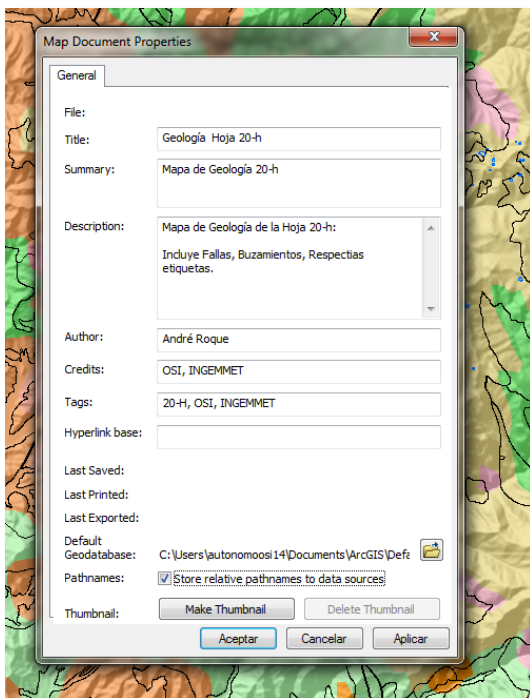 Map Document Properties
General
File:
Title: Geología Hoja 20-h
Summary: Mapa de Geología 20-h
Description: Mapa de Geología de la Hoja 20-h:
Incluye Fallas, Buzamientos, Respectias
etiquetas.
Author: André Roque
Credits: OSI, INGEMMET
Tags: 20-H, OSI, INGEMMET
Hyperlink base:
Last Saved:
Last Printed:
Last Exported:
Default
Geodatabase: C:\Users\autonomoosi14\Documents\ArcGIS\Defa
Pathnames: Store relative pathnames to data sources
Thumbnail: Make Thumbnail Delete Thumbnail
Aceptar Cancelar Aplicar